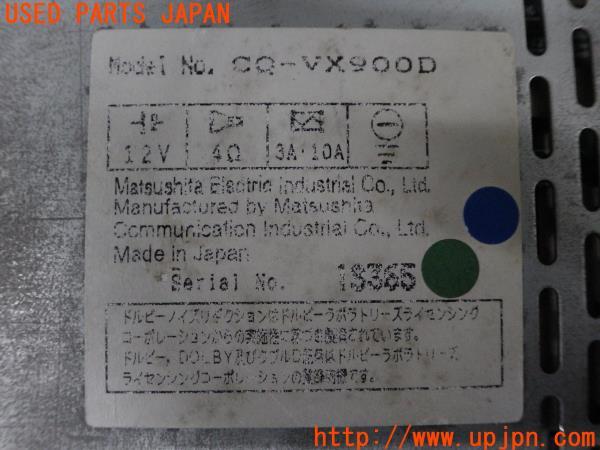 USED PARTS JAPAN
Model No. CQ-VX900D
12V 4Ω 3A·10A
Matsushita Electric Industrial Co., Ltd.
Manufactured by Matsushita
Communication Industrial Co., Ltd.
Made in Japan
Serial No. 1S365
ドルビーノイズリダクションはドルビーラボラトリーズライセンシング
コーポレーションからの実施権に基づき製造されています。
ドルビー、DOLBY及びダブルD記号はドルビーラボラトリーズ
ライセンシングコーポレーションの登録商標です。
http://www.upjpn.com/